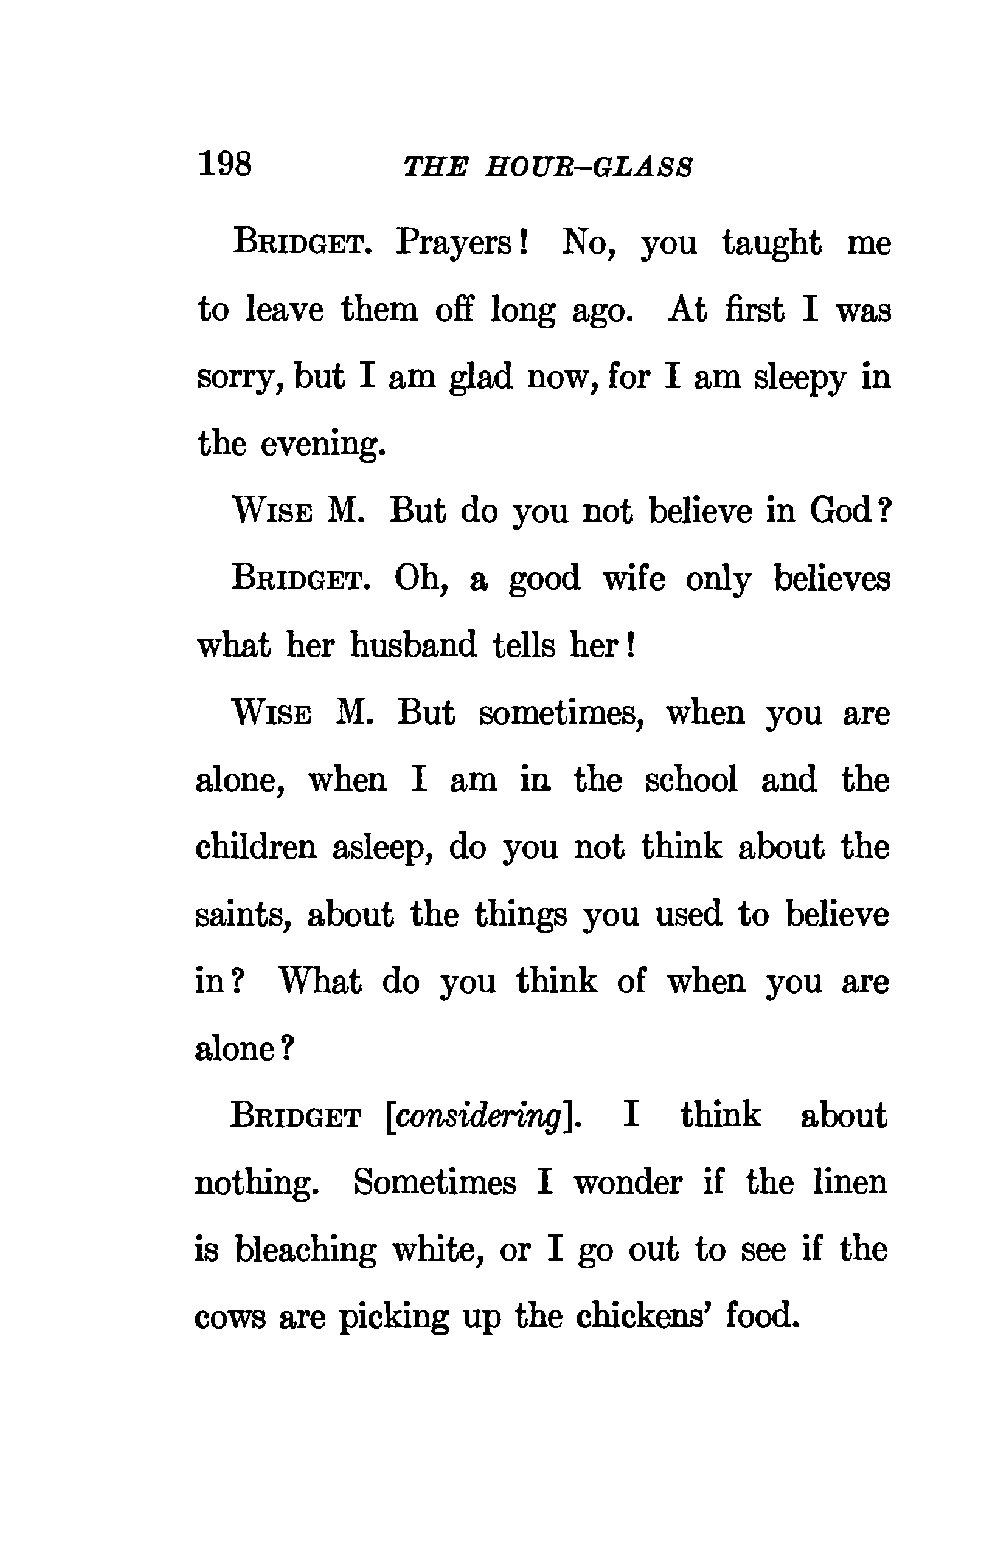 198 THE HOUR-GLASS
BRIDGET. Prayers! No, you taught me
to leave them off long ago. At first I was
sorry, but I am glad now, for I am sleepy in
the evening.
WISE M. But do you not believe in God?
BRIDGET. Oh, a good wife only believes
what her husband tells her!
WISE M. But sometimes, when you are
alone, when I am in the school and the
children asleep, do you not think about the
saints, about the things you used to believe
in? What do you think of when you are
alone?
BRIDGET [considering]. I think about
nothing. Sometimes I wonder if the linen
is bleaching white, or I go out to see if the
cows are picking up the chickens' food.